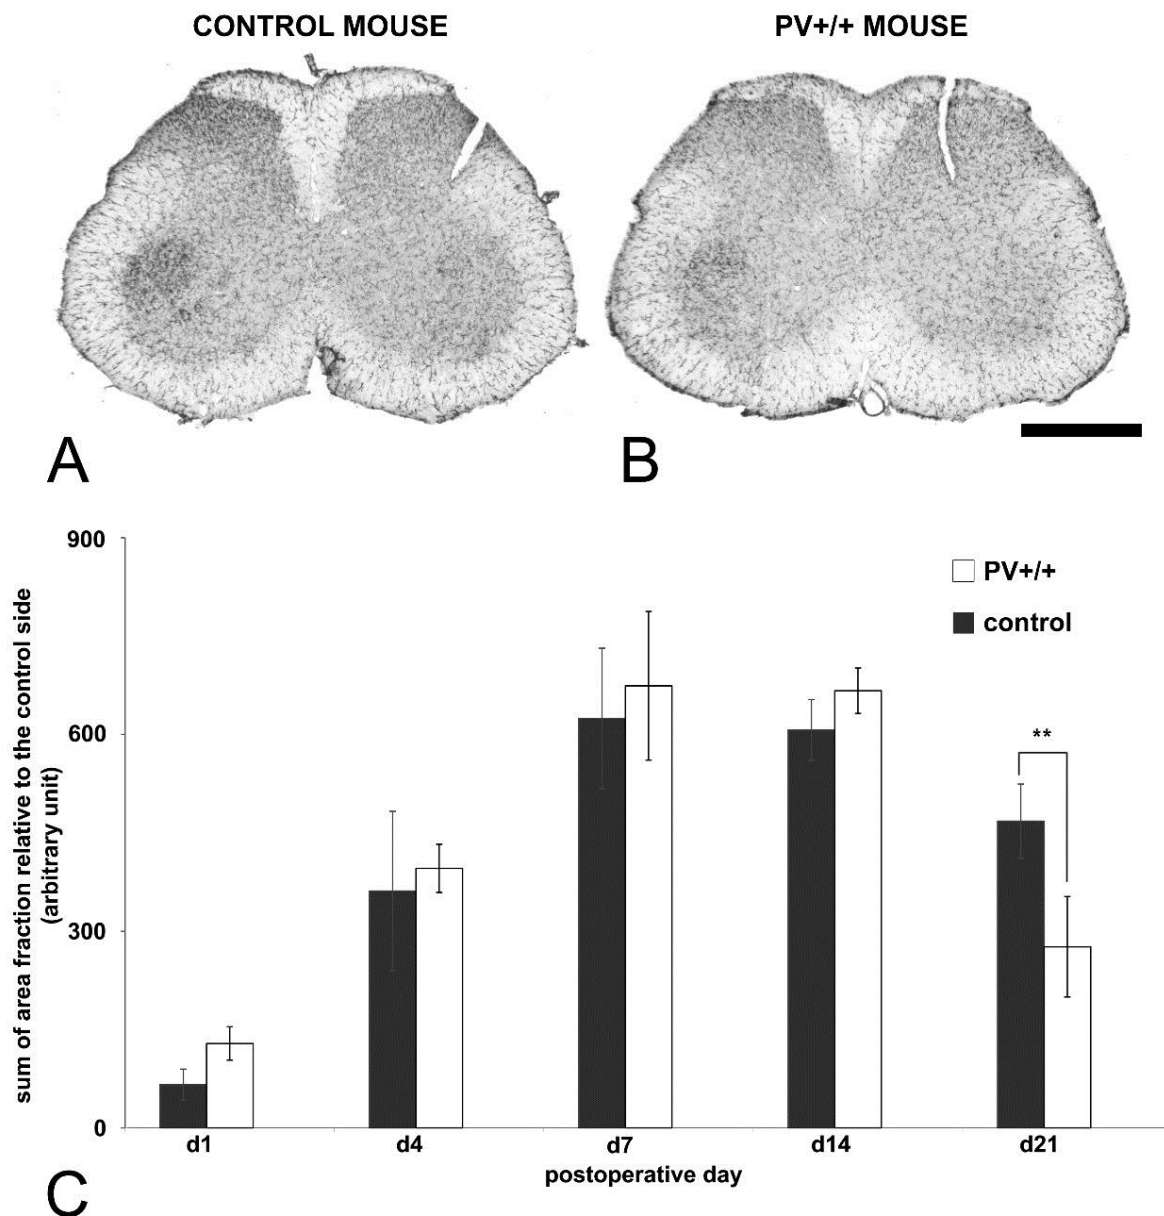 CONTROL MOUSE
PV+/+ MOUSE
A
B
900
600
300
0
sum of area fraction relative to the control side
(arbitrary unit)
PV+/+
control
**
d1
d4
d7
d14
d21
postoperative day
C